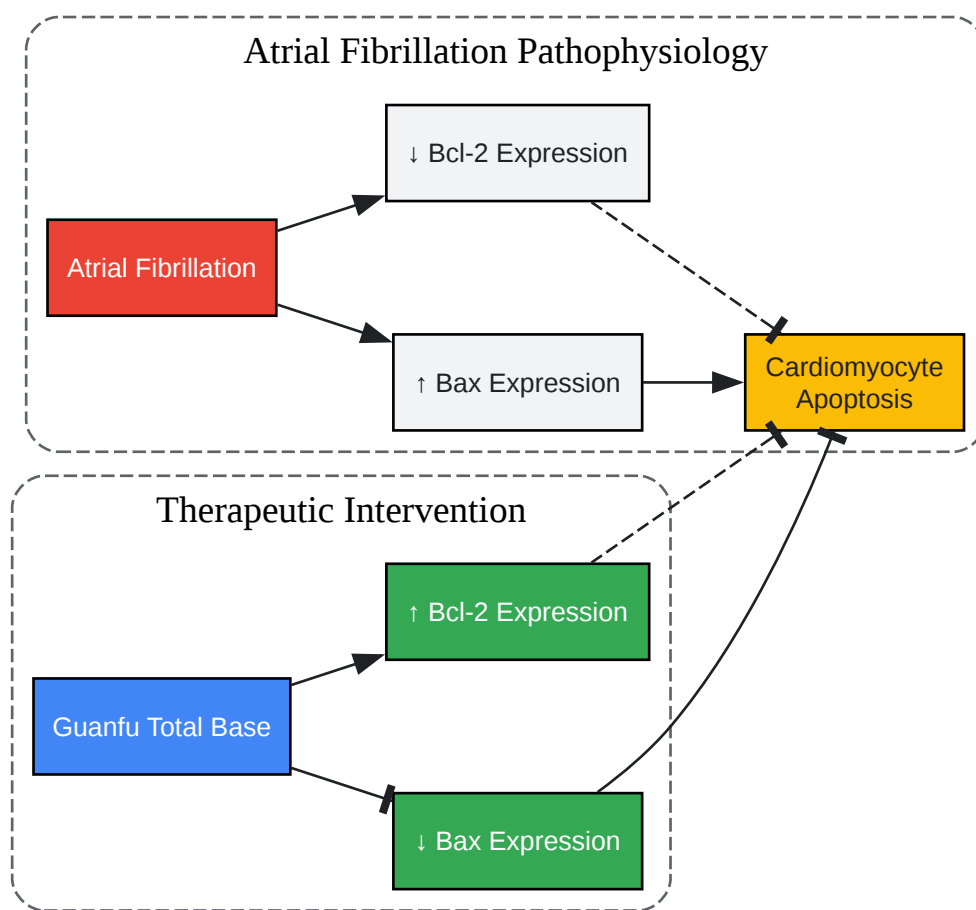 Atrial Fibrillation Pathophysiology
↓ Bcl-2 Expression
Atrial Fibrillation
↑ Bax Expression
Cardiomyocyte
Apoptosis
Therapeutic Intervention
↑ Bcl-2 Expression
Guanfu Total Base
↓ Bax Expression